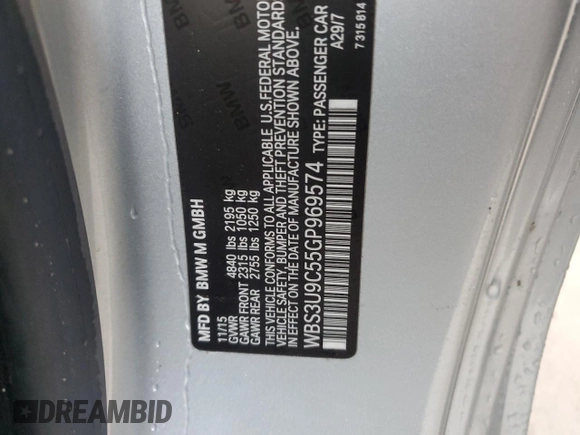 MFD BY BMW M GMBH
11/15
GVWR 4840 lbs 2195 kg
GAWR FRONT 2315 lbs 1050 kg
GAWR REAR 2755 lbs 1250 kg
THIS VEHICLE CONFORMS TO ALL APPLICABLE U.S. FEDERAL MOTO
VEHICLE SAFETY, BUMPER AND THEFT PREVENTION STANDARD
IN EFFECT ON THE DATE OF MANUFACTURE SHOWN ABOVE.
WBS3U9C55GP969574 TYPE: PASSENGER CAR
A29/7
7 315 814
BMW
BMW
BMW
DREAMBID